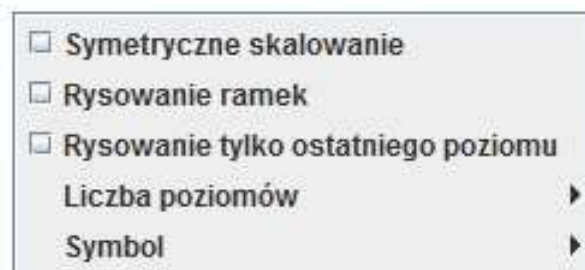 Symetryczne skalowanie
Rysowanie ramek
Rysowanie tylko ostatniego poziomu
Liczba poziomów
Symbol